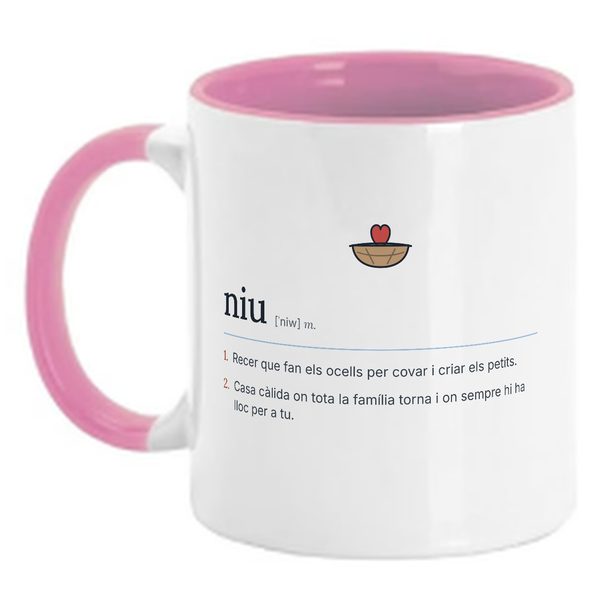 niu ['niw] m.
1. Recer que fan els ocells per covar i criar els petits.
2. Casa càlida on tota la família torna i on sempre hi ha
lloc per a tu.